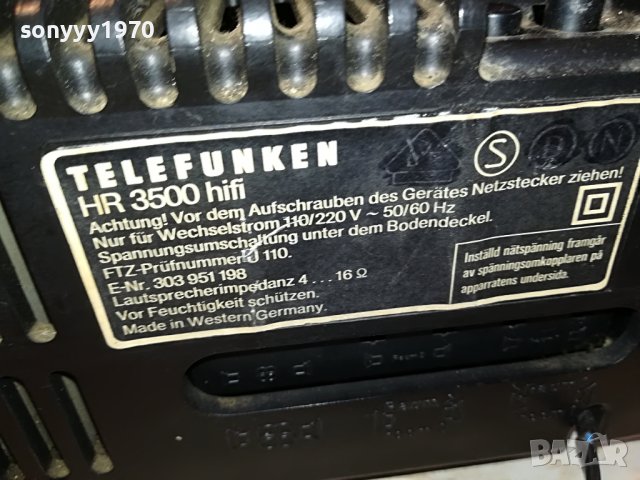 sonyyy1970
TELEFUNKEN
HR 3500 hifi
Achtung! Vor dem Aufschrauben des Gerätes Netzstecker ziehen!
Nur für Wechselstrom 110/220 V ~ 50/60 Hz
Spannungsumschaltung unter dem Bodendeckel.
FTZ-Prüfnummer U 110.
E-Nr. 303 951 198
Lautsprecherimpedanz 4 . . . 16 Ω
Vor Feuchtigkeit schützen.
Made in Western Germany.
S D N
Inställd nätspänning framgår
av spänningsomkopplaren på
apparatens undersida.
BAZAR